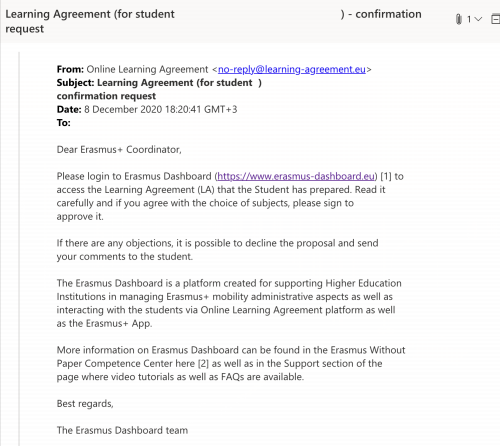 Learning Agreement (for student ) - confirmation 1
request
From: Online Learning Agreement <no-reply@learning-agreement.eu>
Subject: Learning Agreement (for student )
confirmation request
Date: 8 December 2020 18:20:41 GMT+3
To:
Dear Erasmus+ Coordinator,
Please login to Erasmus Dashboard (https://www.erasmus-dashboard.eu) [1] to
access the Learning Agreement (LA) that the Student has prepared. Read it
carefully and if you agree with the choice of subjects, please sign to
approve it.
If there are any objections, it is possible to decline the proposal and send
your comments to the student.
The Erasmus Dashboard is a platform created for supporting Higher Education
Institutions in managing Erasmus+ mobility administrative aspects as well as
interacting with the students via Online Learning Agreement platform as well
as the Erasmus+ App.
More information on Erasmus Dashboard can be found in the Erasmus Without
Paper Competence Center here [2] as well as in the Support section of the
page where video tutorials as well as FAQs are available.
Best regards,
The Erasmus Dashboard team